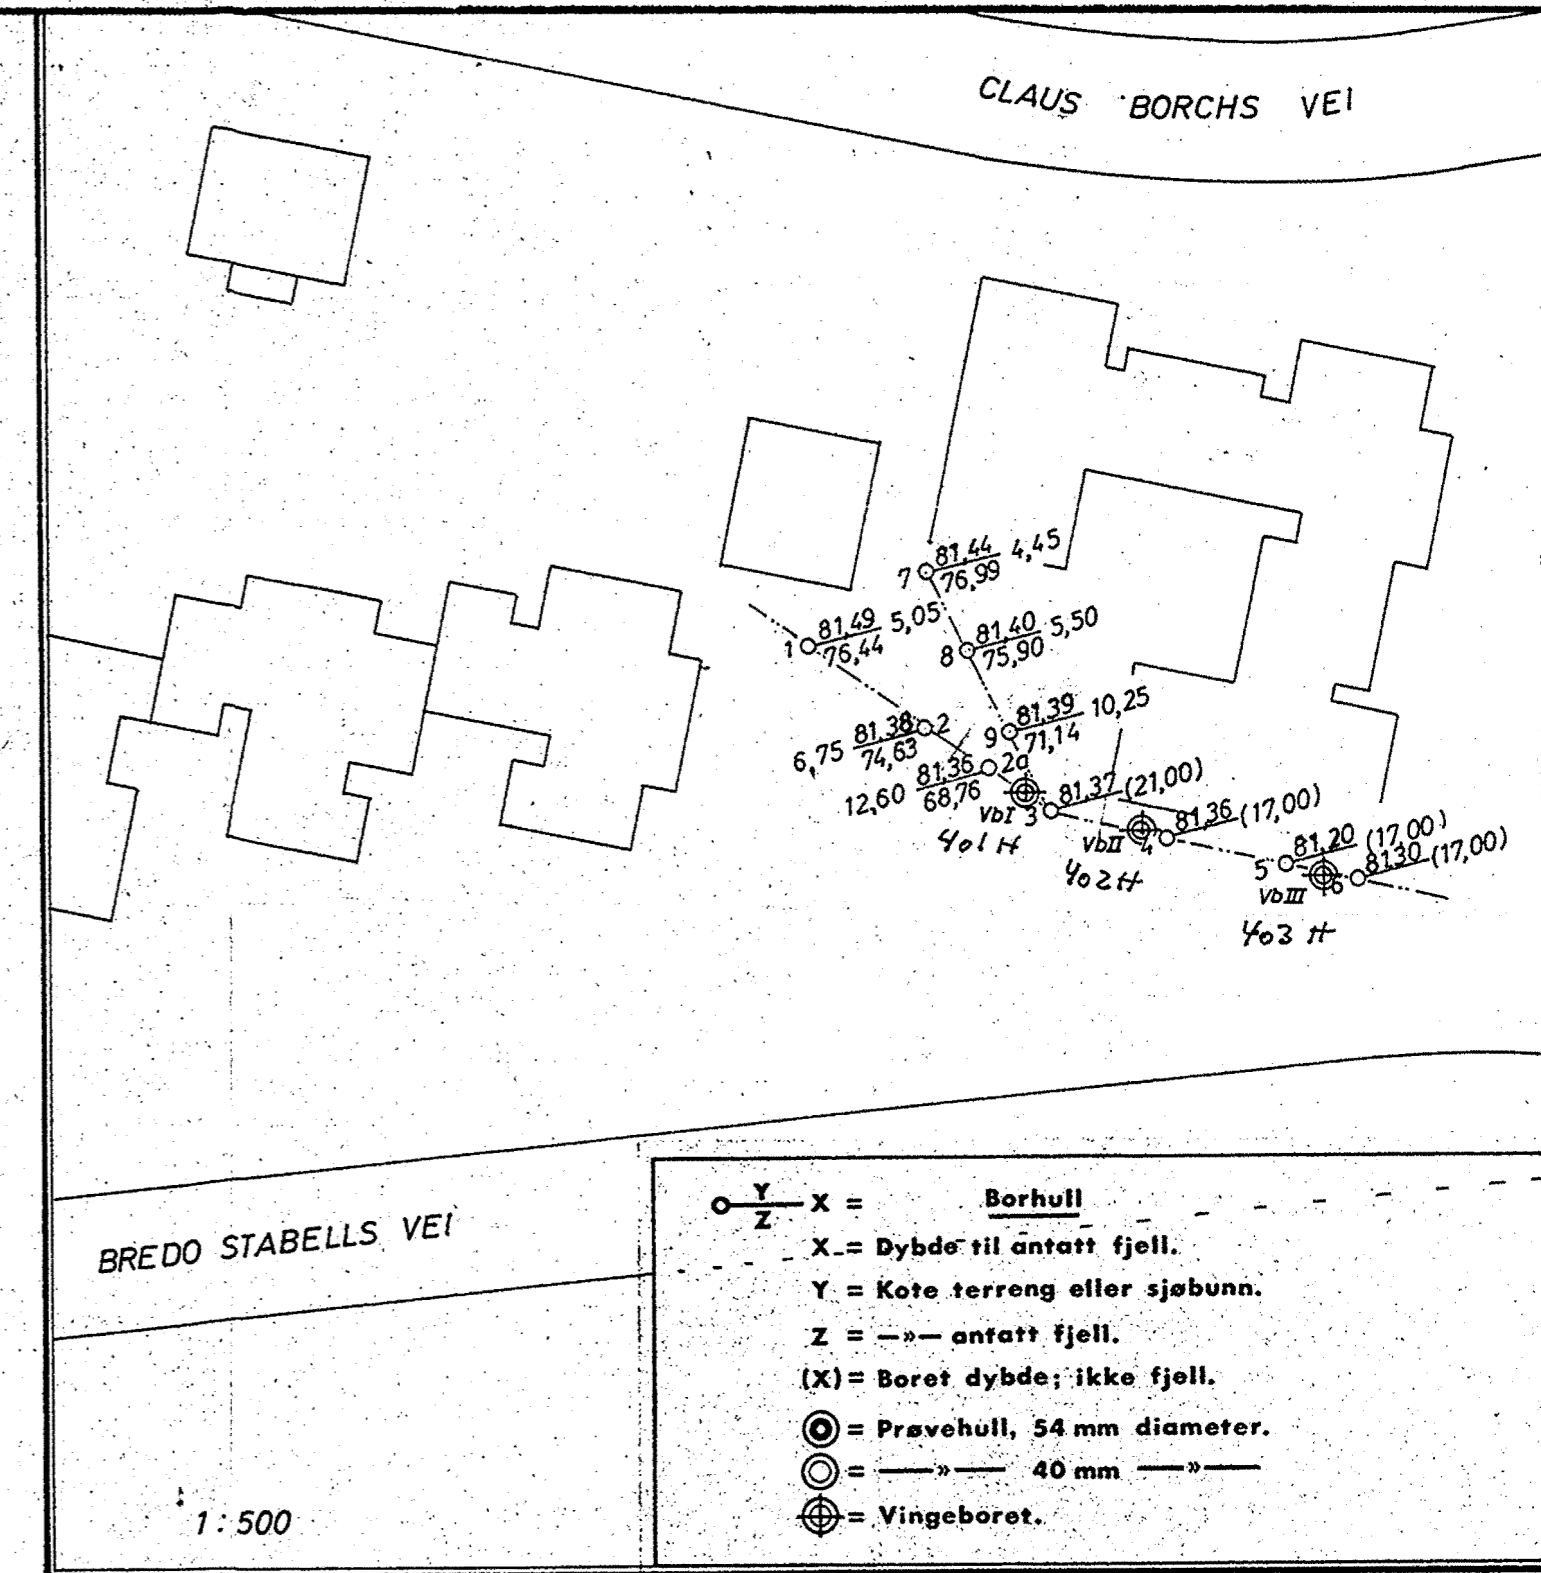 CLAUS BORCHS VEI
7 81,44 4,45
76,99
1 81,49 5,05
76,44
8 81,40 5,50
75,90
9 81,39 10,25
71,14
6,75 81,38 2
74,63
12,60 81,36 2a
68,76
VbI 3 81,37 (21,00)
401 H
VbII 4 81,36 (17,00)
402 H
5 81,20 (17,00)
VbIII 6 81,30 (17,00)
403 H
BREDO STABELLS VEI
1:500
Y X = Borhull
Z
X = Dybde til antatt fjell.
Y = Kote terreng eller sjøbunn.
Z = —»— antatt fjell.
(X) = Boret dybde; ikke fjell.
= Prøvehull, 54 mm diameter.
= —»— 40 mm —»—
= Vingeboret.